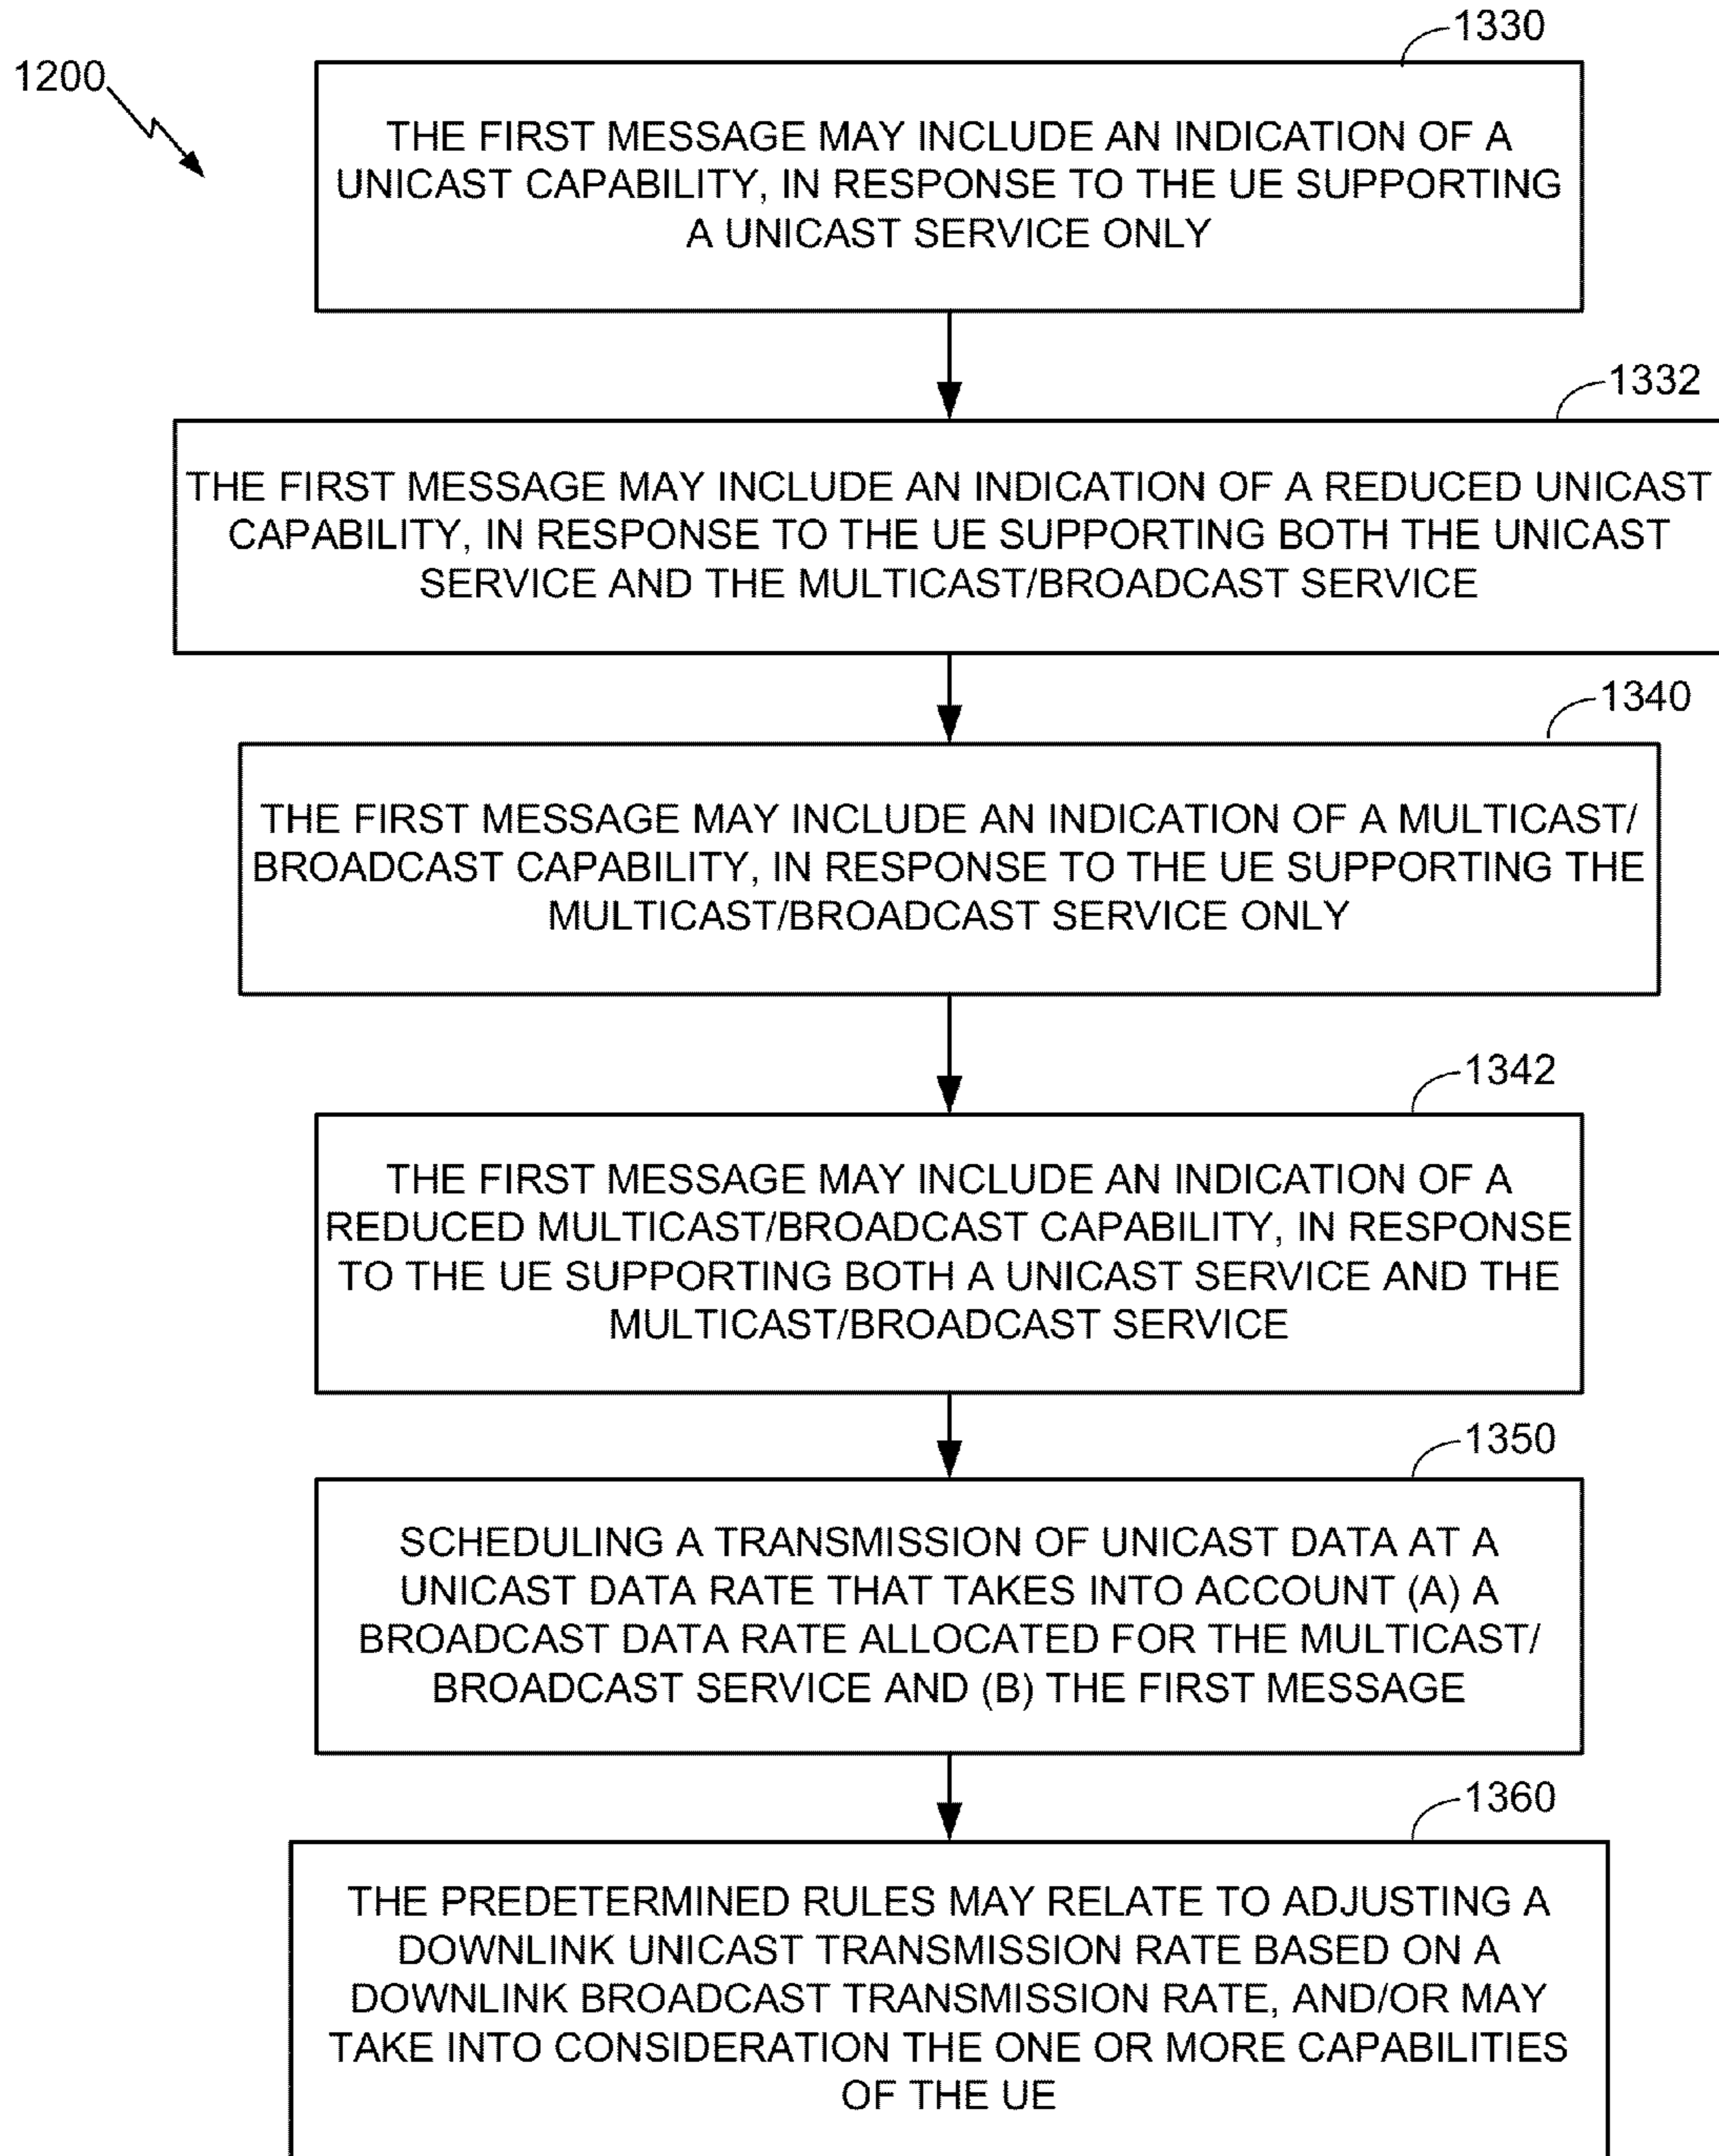 1330
1200
THE FIRST MESSAGE MAY INCLUDE AN INDICATION OF A
UNICAST CAPABILITY, IN RESPONSE TO THE UE SUPPORTING
A UNICAST SERVICE ONLY
1332
THE FIRST MESSAGE MAY INCLUDE AN INDICATION OF A REDUCED UNICAST
CAPABILITY, IN RESPONSE TO THE UE SUPPORTING BOTH THE UNICAST
SERVICE AND THE MULTICAST/BROADCAST SERVICE
1340
THE FIRST MESSAGE MAY INCLUDE AN INDICATION OF A MULTICAST/
BROADCAST CAPABILITY, IN RESPONSE TO THE UE SUPPORTING THE
MULTICAST/BROADCAST SERVICE ONLY
1342
THE FIRST MESSAGE MAY INCLUDE AN INDICATION OF A
REDUCED MULTICAST/BROADCAST CAPABILITY, IN RESPONSE
TO THE UE SUPPORTING BOTH A UNICAST SERVICE AND THE
MULTICAST/BROADCAST SERVICE
1350
SCHEDULING A TRANSMISSION OF UNICAST DATA AT A
UNICAST DATA RATE THAT TAKES INTO ACCOUNT (A) A
BROADCAST DATA RATE ALLOCATED FOR THE MULTICAST/
BROADCAST SERVICE AND (B) THE FIRST MESSAGE
1360
THE PREDETERMINED RULES MAY RELATE TO ADJUSTING A
DOWNLINK UNICAST TRANSMISSION RATE BASED ON A
DOWNLINK BROADCAST TRANSMISSION RATE, AND/OR MAY
TAKE INTO CONSIDERATION THE ONE OR MORE CAPABILITIES
OF THE UE